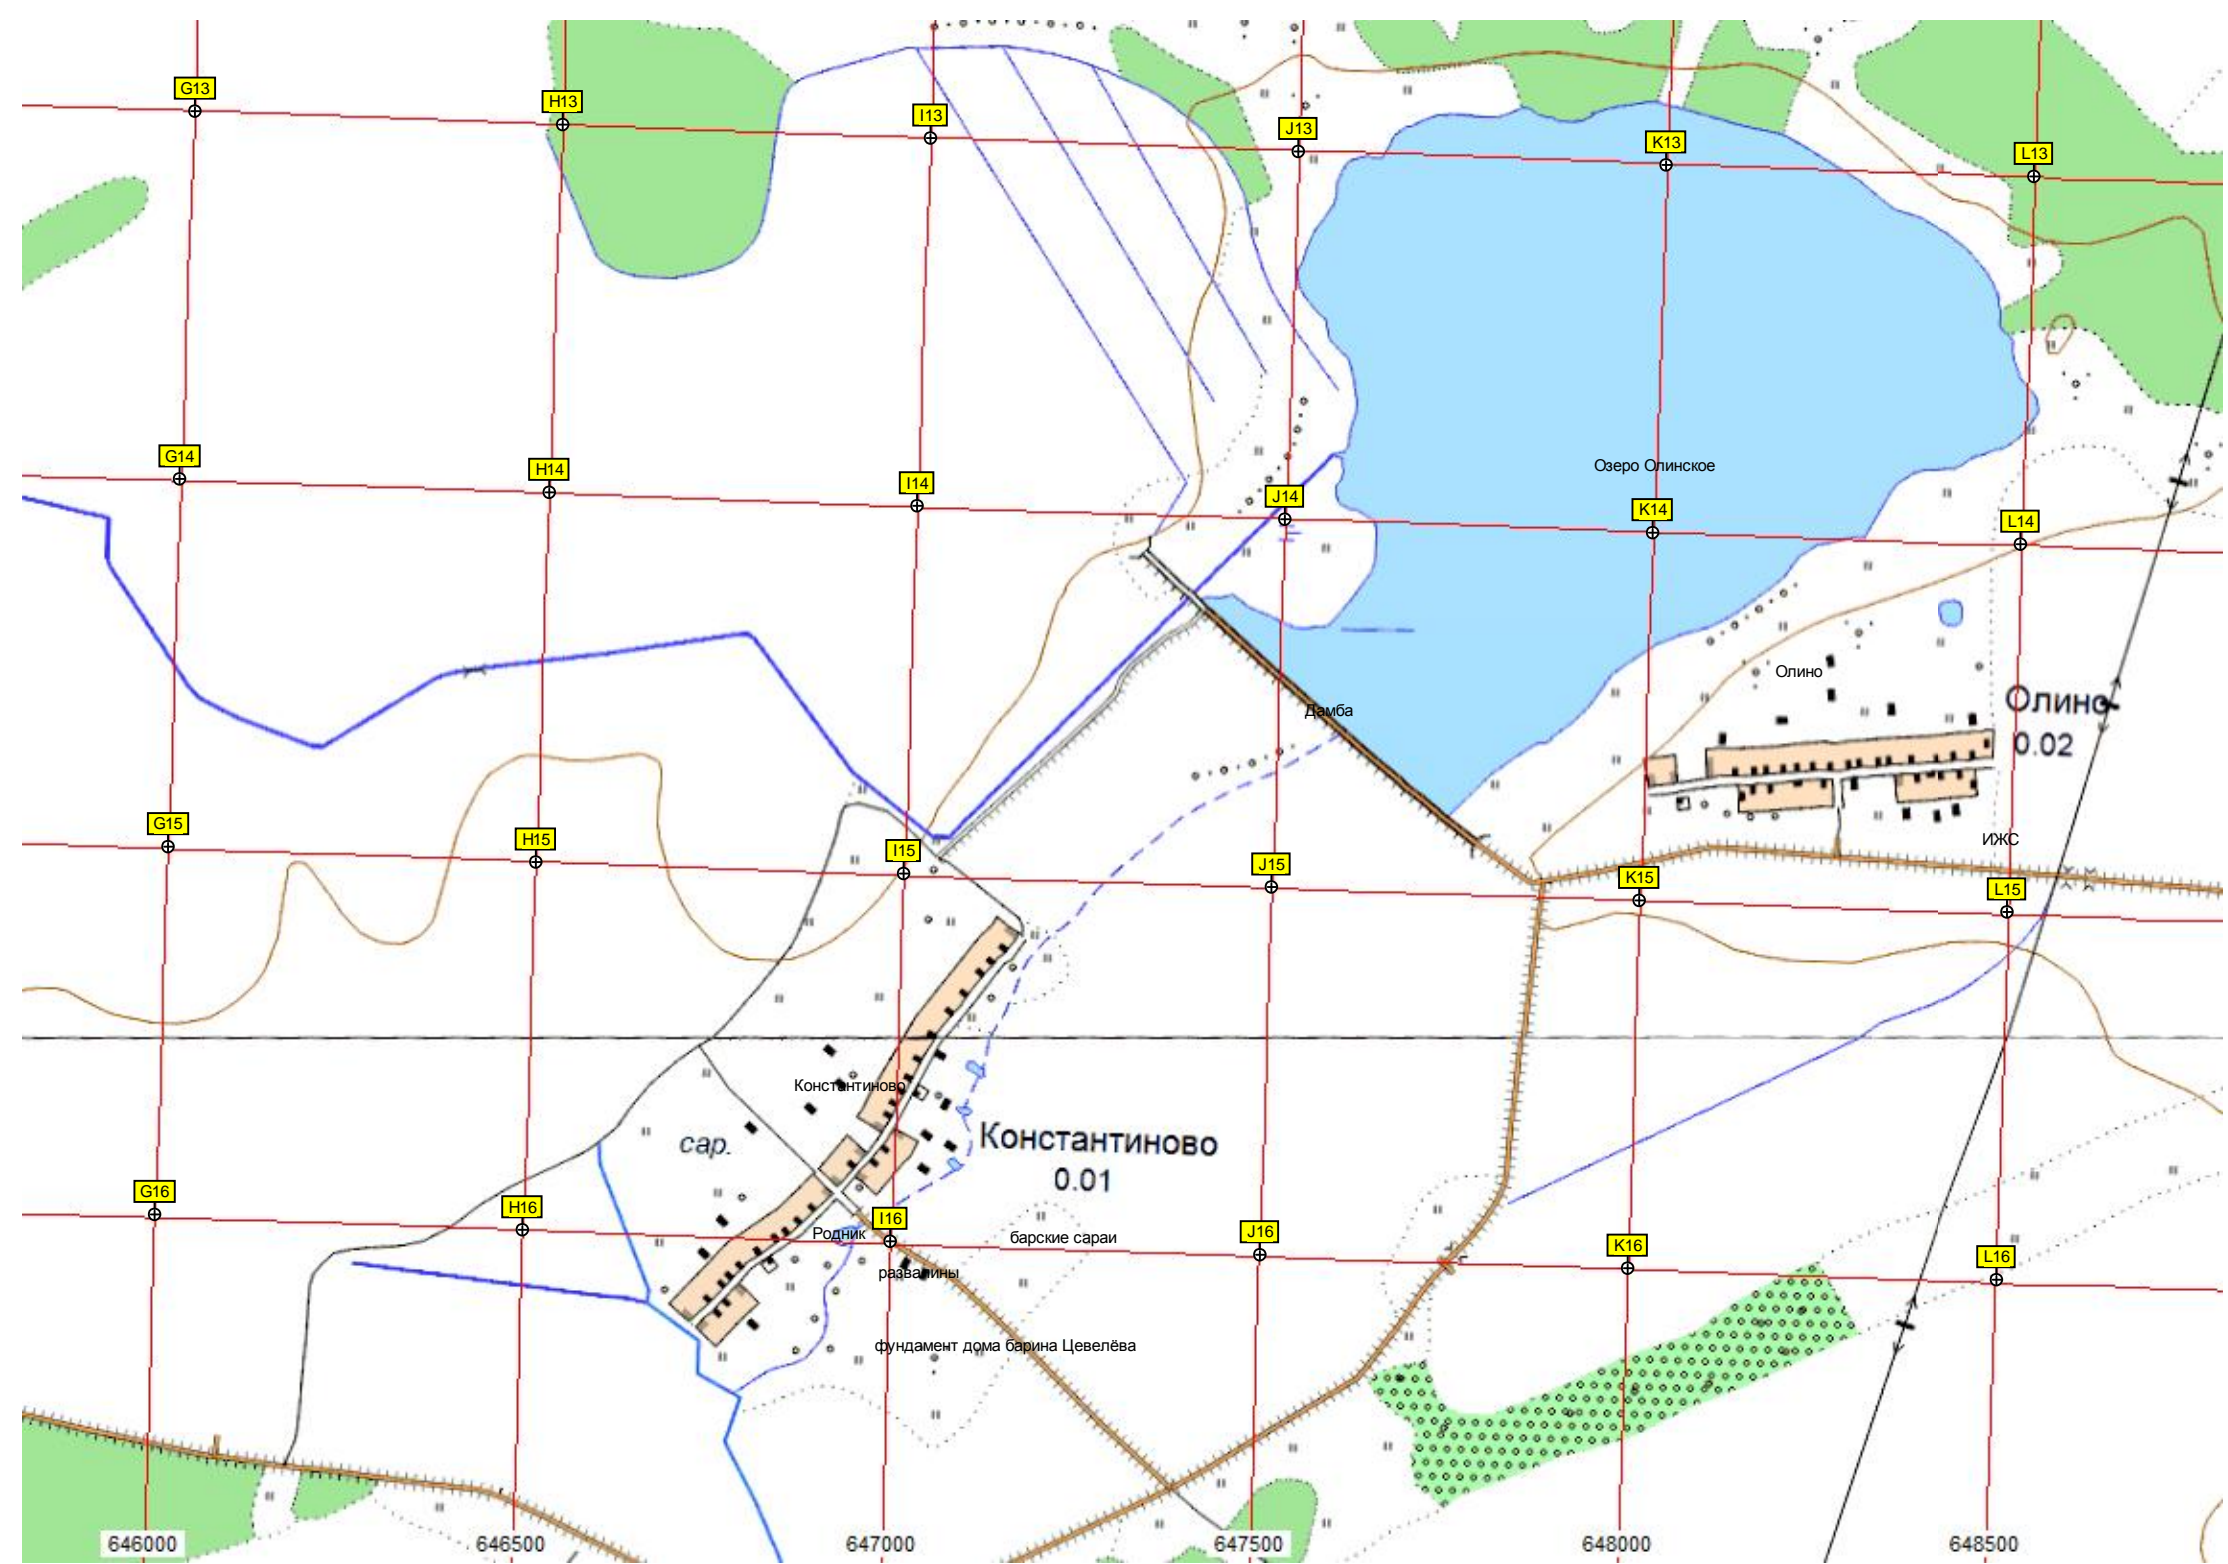 G13
H13
I13
J13
K13
L13
G14
H14
I14
J14
K14
L14
Озеро Олинское
Олино
Олино
0.02
Дамба
ИЖС
G15
H15
I15
J15
K15
L15
Константиново
сар.
Константиново
0.01
G16
H16
I16
J16
K16
L16
Родник
барские сараи
развалины
фундамент дома барина Цевелёва
646000
646500
647000
647500
648000
648500